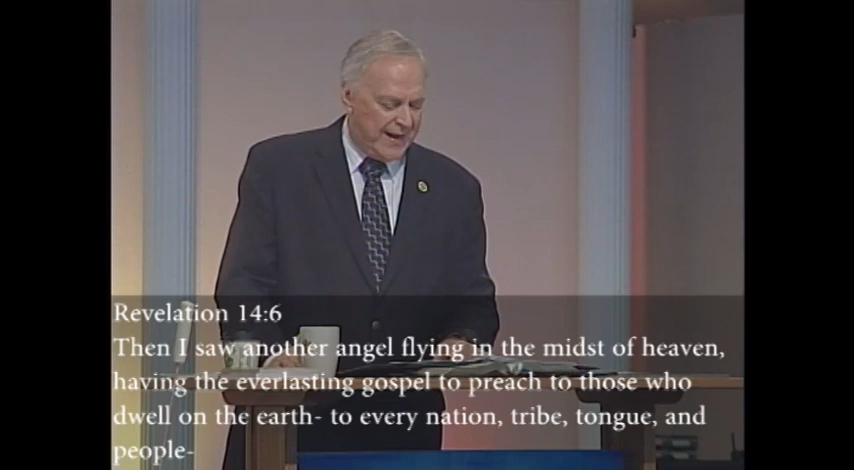 Revelation 14:6
Then I saw another angel flying in the midst of heaven,
having the everlasting gospel to preach to those who
dwell on the earth- to every nation, tribe, tongue, and
people-